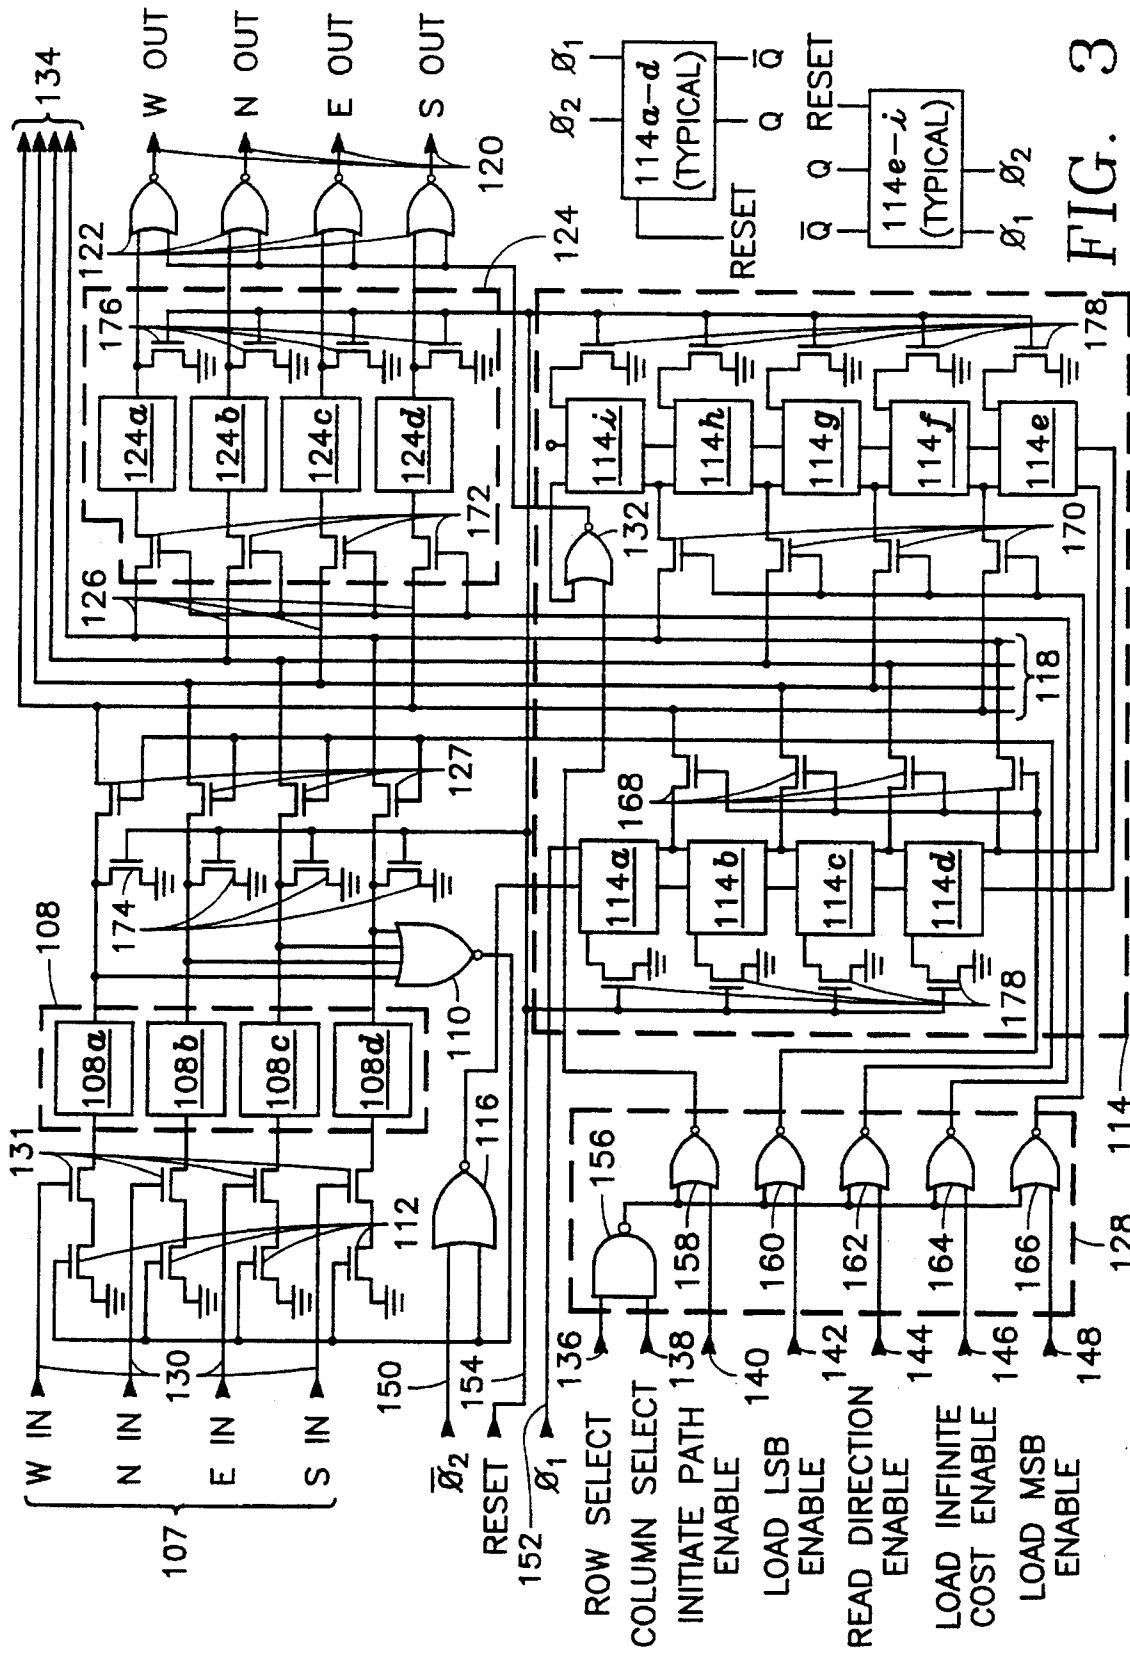 107
W IN
N IN
E IN
S IN
130
131
112
108
108a
108b
108c
108d
110
116
174
127
126
172
124a
124b
124c
124d
176
122
124
134
W OUT
N OUT
E OUT
S OUT
120
150
154
152
Ø̅2
RESET
Ø1
ROW SELECT
COLUMN SELECT
INITIATE PATH
ENABLE
LOAD LSB
ENABLE
READ DIRECTION
ENABLE
LOAD INFINITE
COST ENABLE
LOAD MSB
ENABLE
136
138
140
142
144
146
148
156
158
160
162
164
166
128
114
178
114a
114b
114c
114d
168
118
132
170
114i
114h
114g
114f
114e
178
Ø2
Ø1
RESET
114a-d
(TYPICAL)
Q
Q̅
Q̅
Q
RESET
114e-i
(TYPICAL)
Ø1
Ø2
FIG. 3